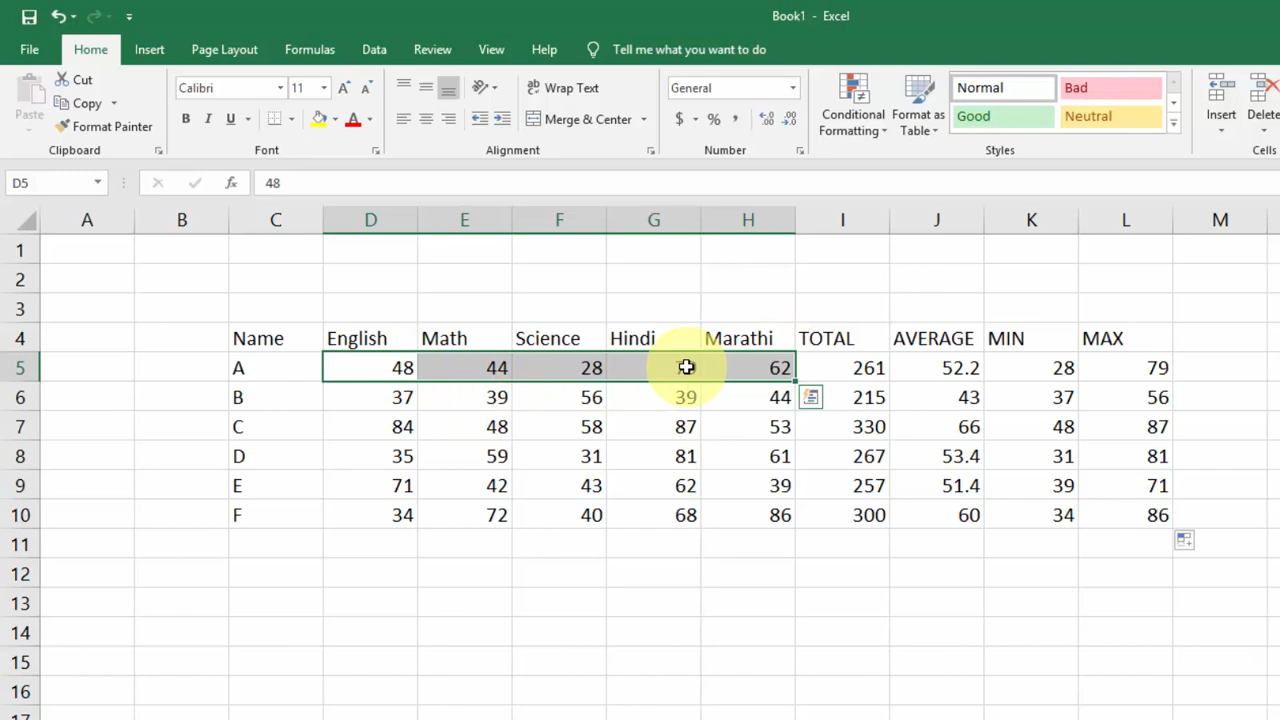 Book1 - Excel
File Home Insert Page Layout Formulas Data Review View Help Tell me what you want to do
Paste
Cut
Copy
Format Painter
Clipboard
Calibri 11 A A
B I U A
Font
Wrap Text
Merge & Center
Alignment
General
$ % ,
Number
Conditional Formatting
Format as Table
Normal Bad
Good Neutral
Styles
Insert
Delete
Cells
D5 fx 48
A B C D E F G H I J K L M
1
2
3
4 Name English Math Science Hindi Marathi TOTAL AVERAGE MIN MAX
5 A 48 44 28 62 261 52.2 28 79
6 B 37 39 56 39 44 215 43 37 56
7 C 84 48 58 87 53 330 66 48 87
8 D 35 59 31 81 61 267 53.4 31 81
9 E 71 42 43 62 39 257 51.4 39 71
10 F 34 72 40 68 86 300 60 34 86
11
12
13
14
15
16